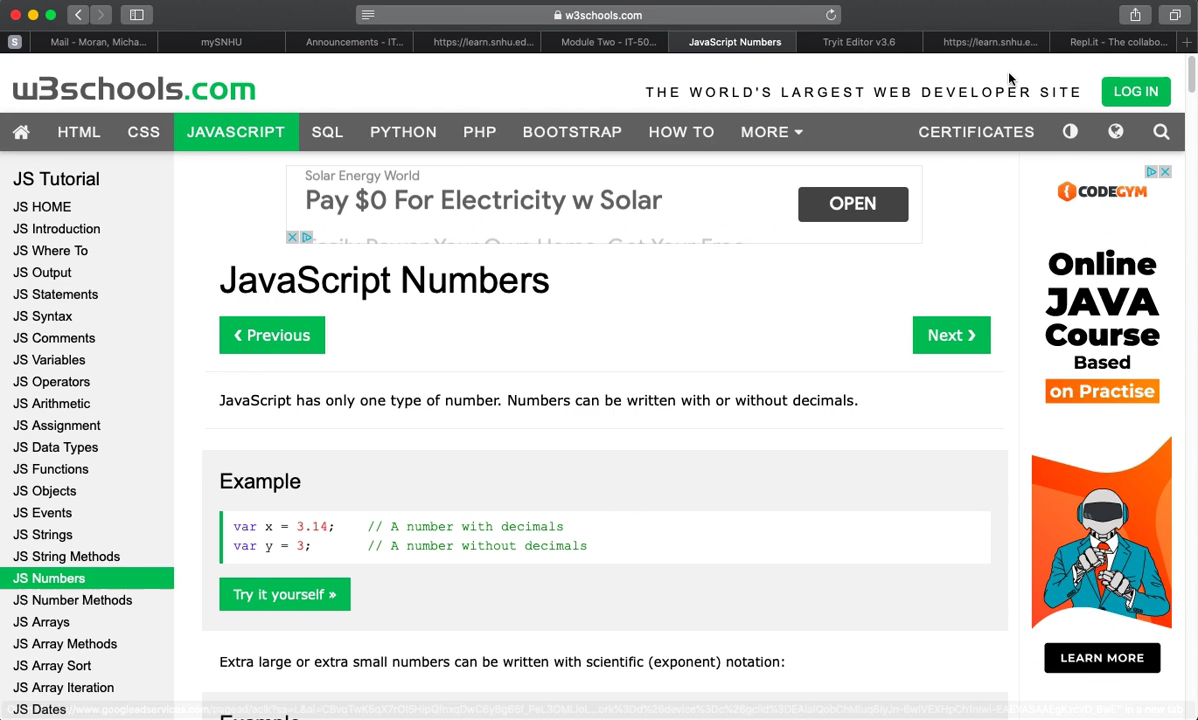 w3schools.com
S
Mail - Moran, Micha...
mySNHU
Announcements - IT...
https://learn.snhu.ed...
Module Two - IT-50...
JavaScript Numbers
Tryit Editor v3.6
https://learn.snhu.e...
Repl.it - The collabo...
w3schools.com
THE WORLD'S LARGEST WEB DEVELOPER SITE
LOG IN
HTML
CSS
JAVASCRIPT
SQL
PYTHON
PHP
BOOTSTRAP
HOW TO
MORE
CERTIFICATES
JS Tutorial
JS HOME
JS Introduction
JS Where To
JS Output
JS Statements
JS Syntax
JS Comments
JS Variables
JS Operators
JS Arithmetic
JS Assignment
JS Data Types
JS Functions
JS Objects
JS Events
JS Strings
JS String Methods
JS Numbers
JS Number Methods
JS Arrays
JS Array Methods
JS Array Sort
JS Array Iteration
JS Dates
Solar Energy World
Pay $0 For Electricity w Solar
OPEN
JavaScript Numbers
❮ Previous
Next ❯
JavaScript has only one type of number. Numbers can be written with or without decimals.
Example
var x = 3.14;    // A number with decimals
var y = 3;       // A number without decimals
Try it yourself »
Extra large or extra small numbers can be written with scientific (exponent) notation:
CODEGYM
Online
JAVA
Course
Based
on Practise
LEARN MORE